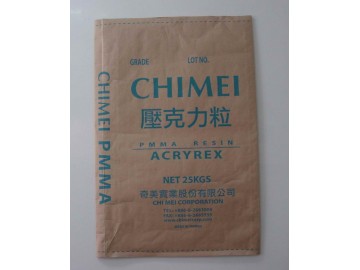 GRADE LOT NO.
CHIMEI
壓克力粒
PMMA RESIN
ACRYREX
NET 25KGS
奇美實業股份有限公司
CHI MEI CORPORATION
CHIMEI PMMA